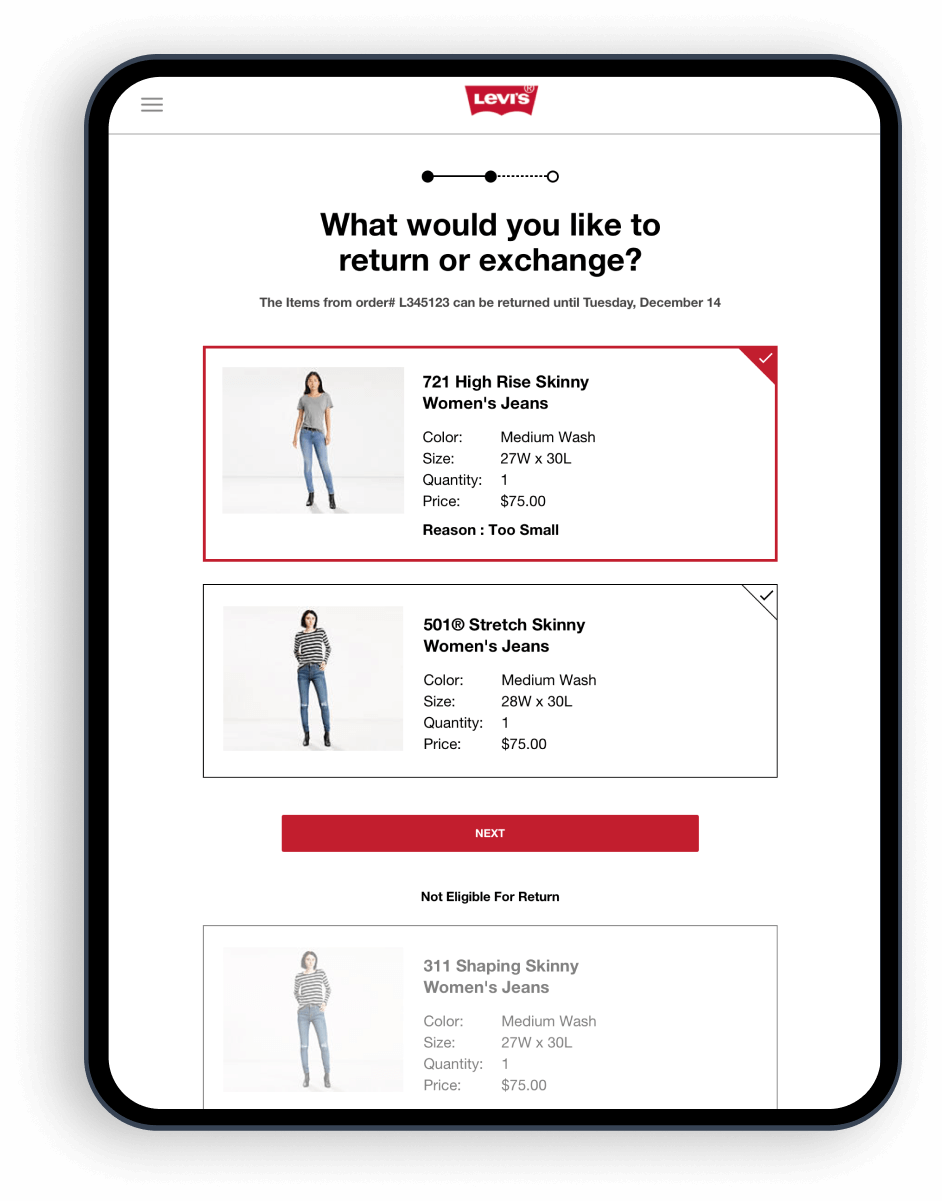 Levi's®
What would you like to
return or exchange?
The Items from order# L345123 can be returned until Tuesday, December 14
721 High Rise Skinny
Women's Jeans
Color: Medium Wash
Size: 27W x 30L
Quantity: 1
Price: $75.00
Reason : Too Small
501® Stretch Skinny
Women's Jeans
Color: Medium Wash
Size: 28W x 30L
Quantity: 1
Price: $75.00
NEXT
Not Eligible For Return
311 Shaping Skinny
Women's Jeans
Color: Medium Wash
Size: 27W x 30L
Quantity: 1
Price: $75.00